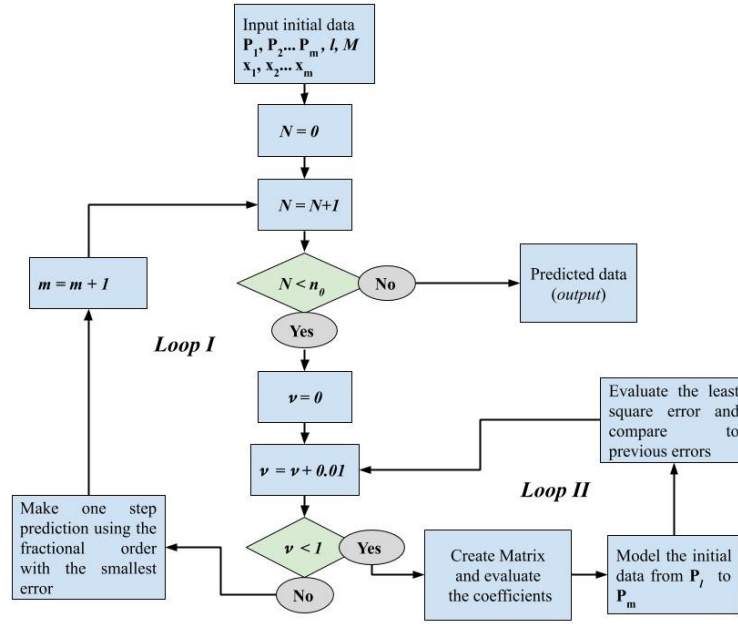 Input initial data
P₁, P₂... Pₘ , l, M
x₁, x₂... xₘ
N = 0
N = N+1
m = m + 1
N < n₀
No
Predicted data
(output)
Yes
Loop I
ν = 0
Evaluate the least
square error and
compare to
previous errors
ν = ν + 0.01
Loop II
Make one step
prediction using the
fractional order
with the smallest
error
ν < 1
Yes
No
Create Matrix
and evaluate
the coefficients
Model the initial
data from Pₗ to
Pₘ